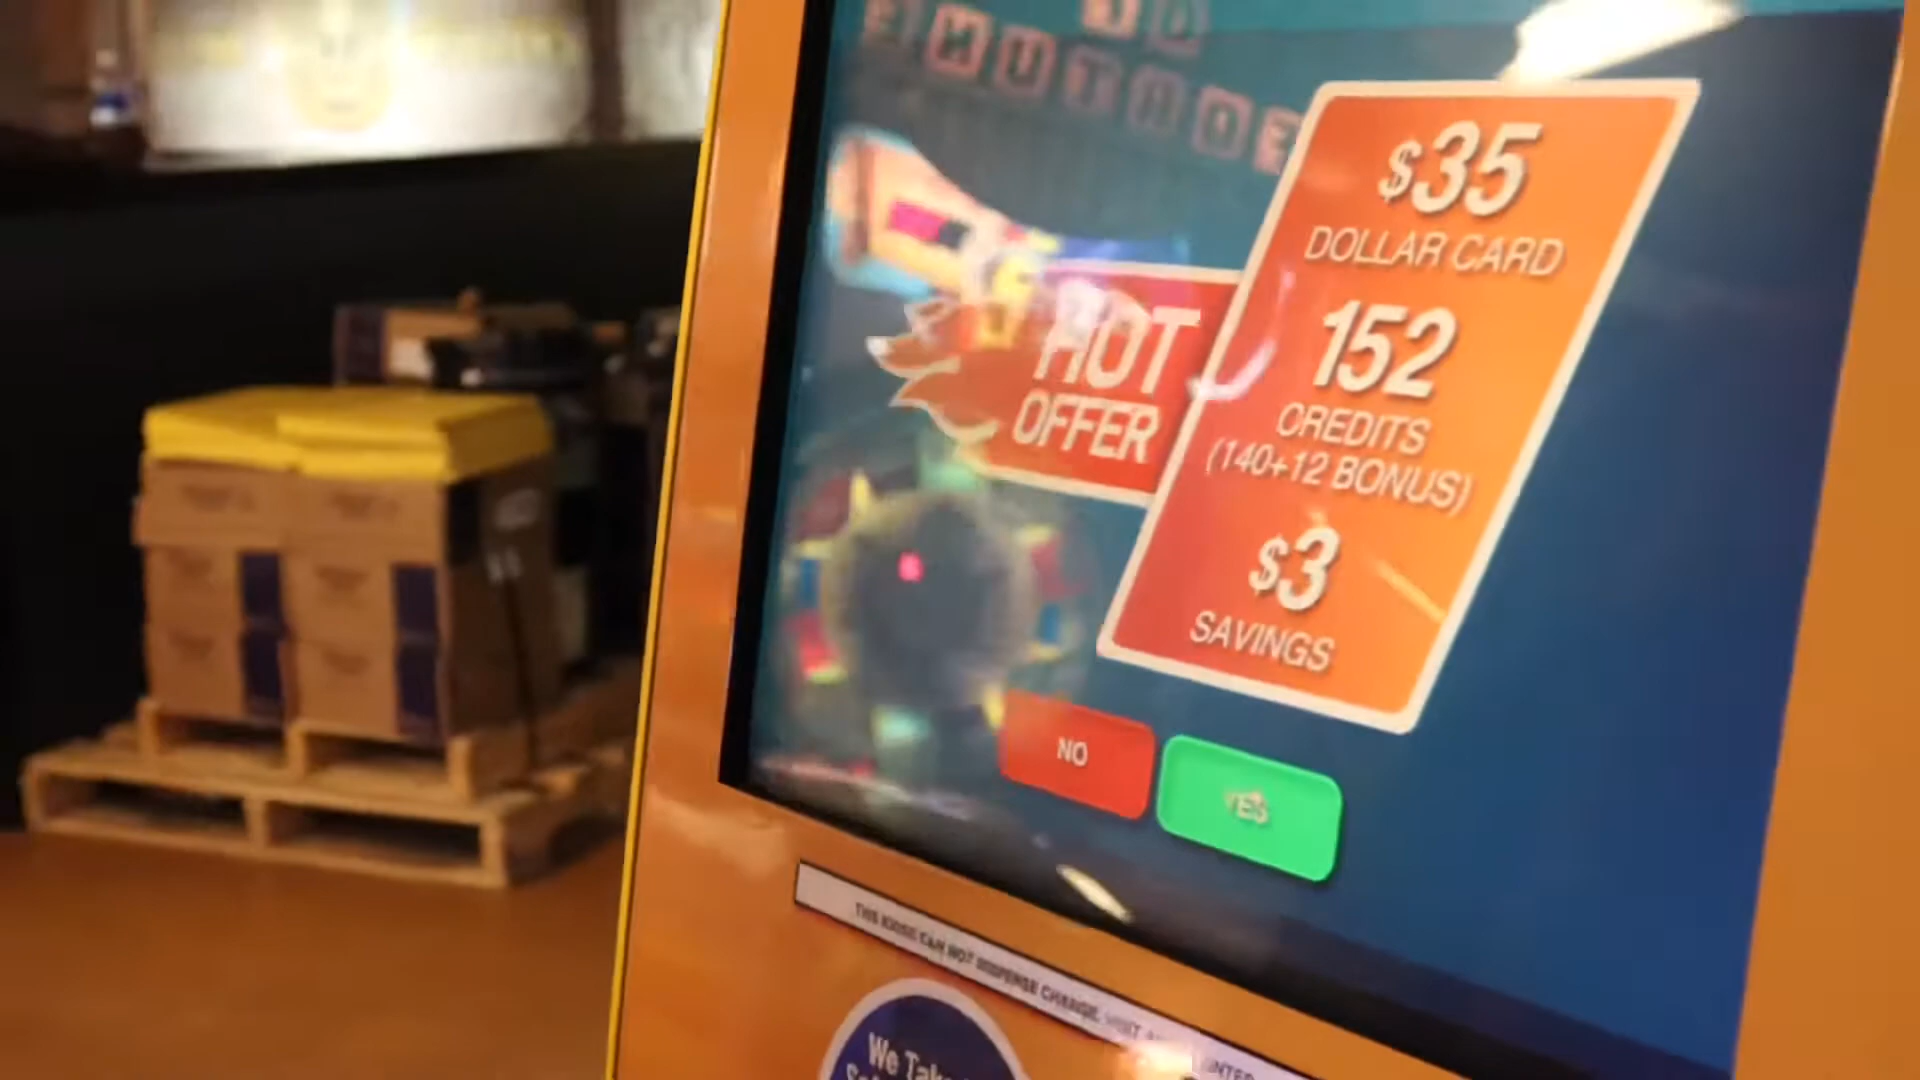 $35
DOLLAR CARD
152
CREDITS
(140+12 BONUS)
$3
SAVINGS
HOT
OFFER
NO
YES
THIS KIOSK CAN NOT DISPENSE CHANGE. VISIT
We Take